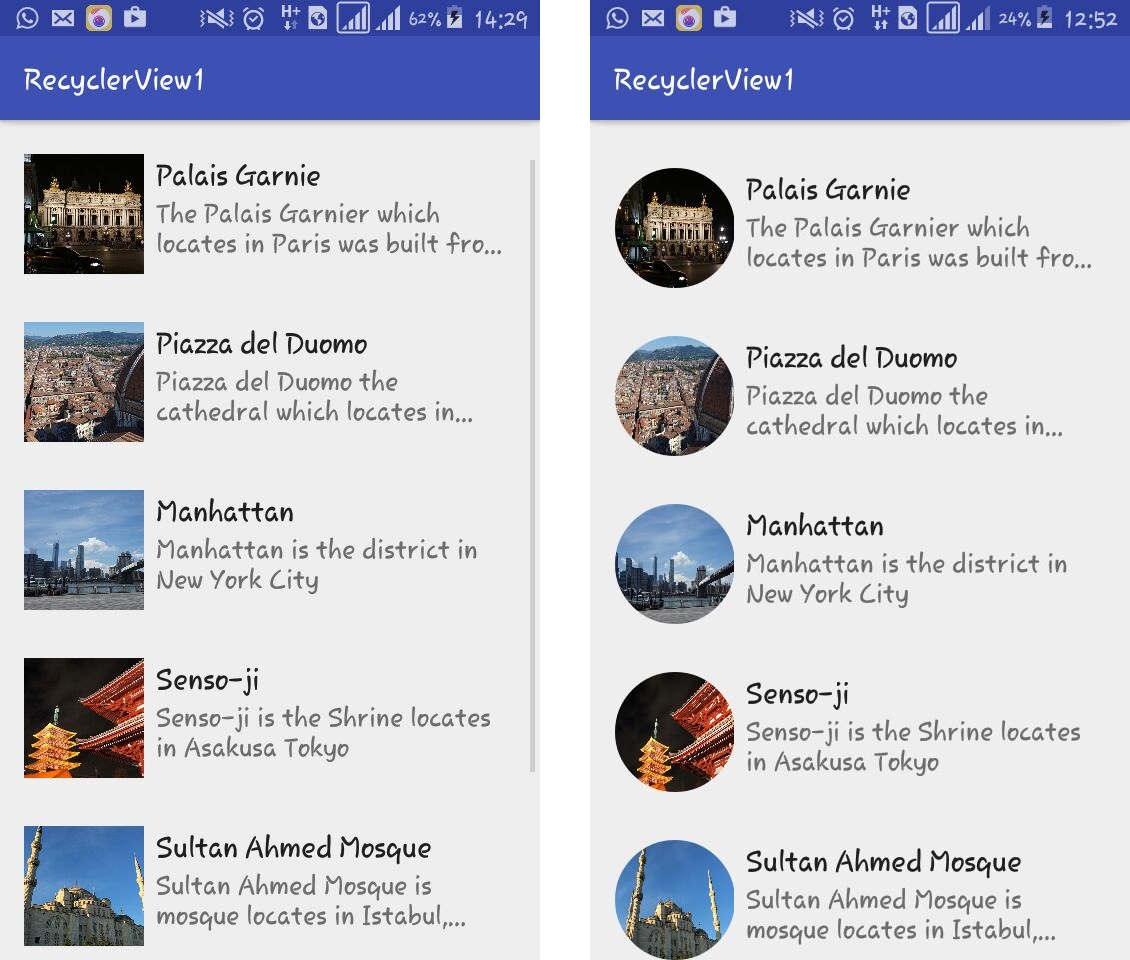 H+
62%
14:29
RecyclerView1
Palais Garnie
The Palais Garnier which
locates in Paris was built fro...
Piazza del Duomo
Piazza del Duomo the
cathedral which locates in...
Manhattan
Manhattan is the district in
New York City
Senso-ji
Senso-ji is the Shrine locates
in Asakusa Tokyo
Sultan Ahmed Mosque
Sultan Ahmed Mosque is
mosque locates in Istabul,...
H+
24%
12:52
RecyclerView1
Palais Garnie
The Palais Garnier which
locates in Paris was built fro...
Piazza del Duomo
Piazza del Duomo the
cathedral which locates in...
Manhattan
Manhattan is the district in
New York City
Senso-ji
Senso-ji is the Shrine locates
in Asakusa Tokyo
Sultan Ahmed Mosque
Sultan Ahmed Mosque is
mosque locates in Istabul,...